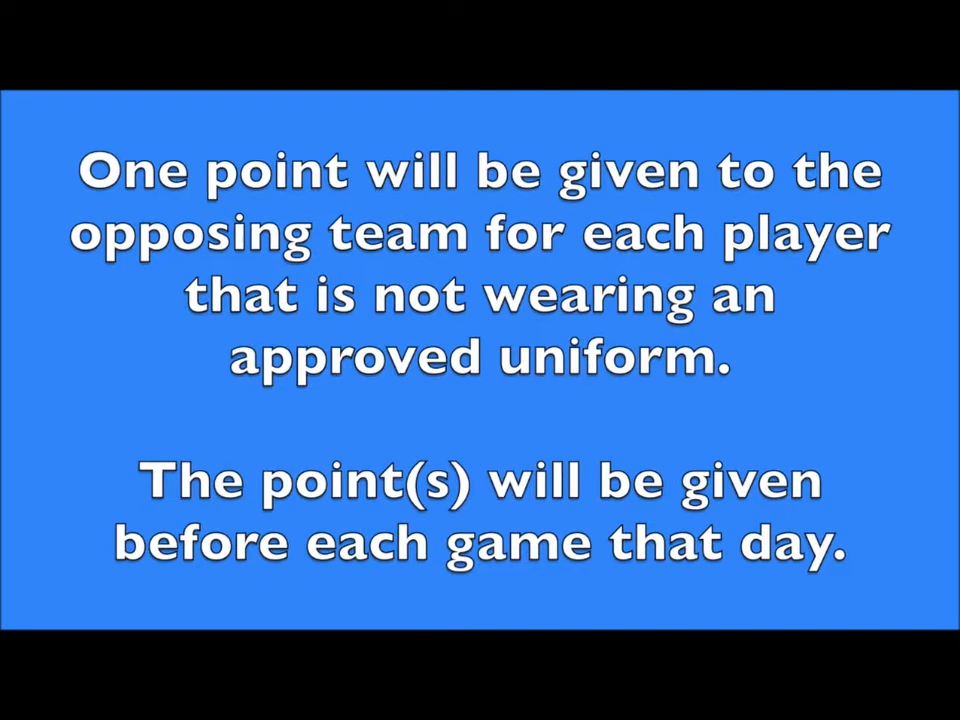 One point will be given to the
opposing team for each player
that is not wearing an
approved uniform.
The point(s) will be given
before each game that day.